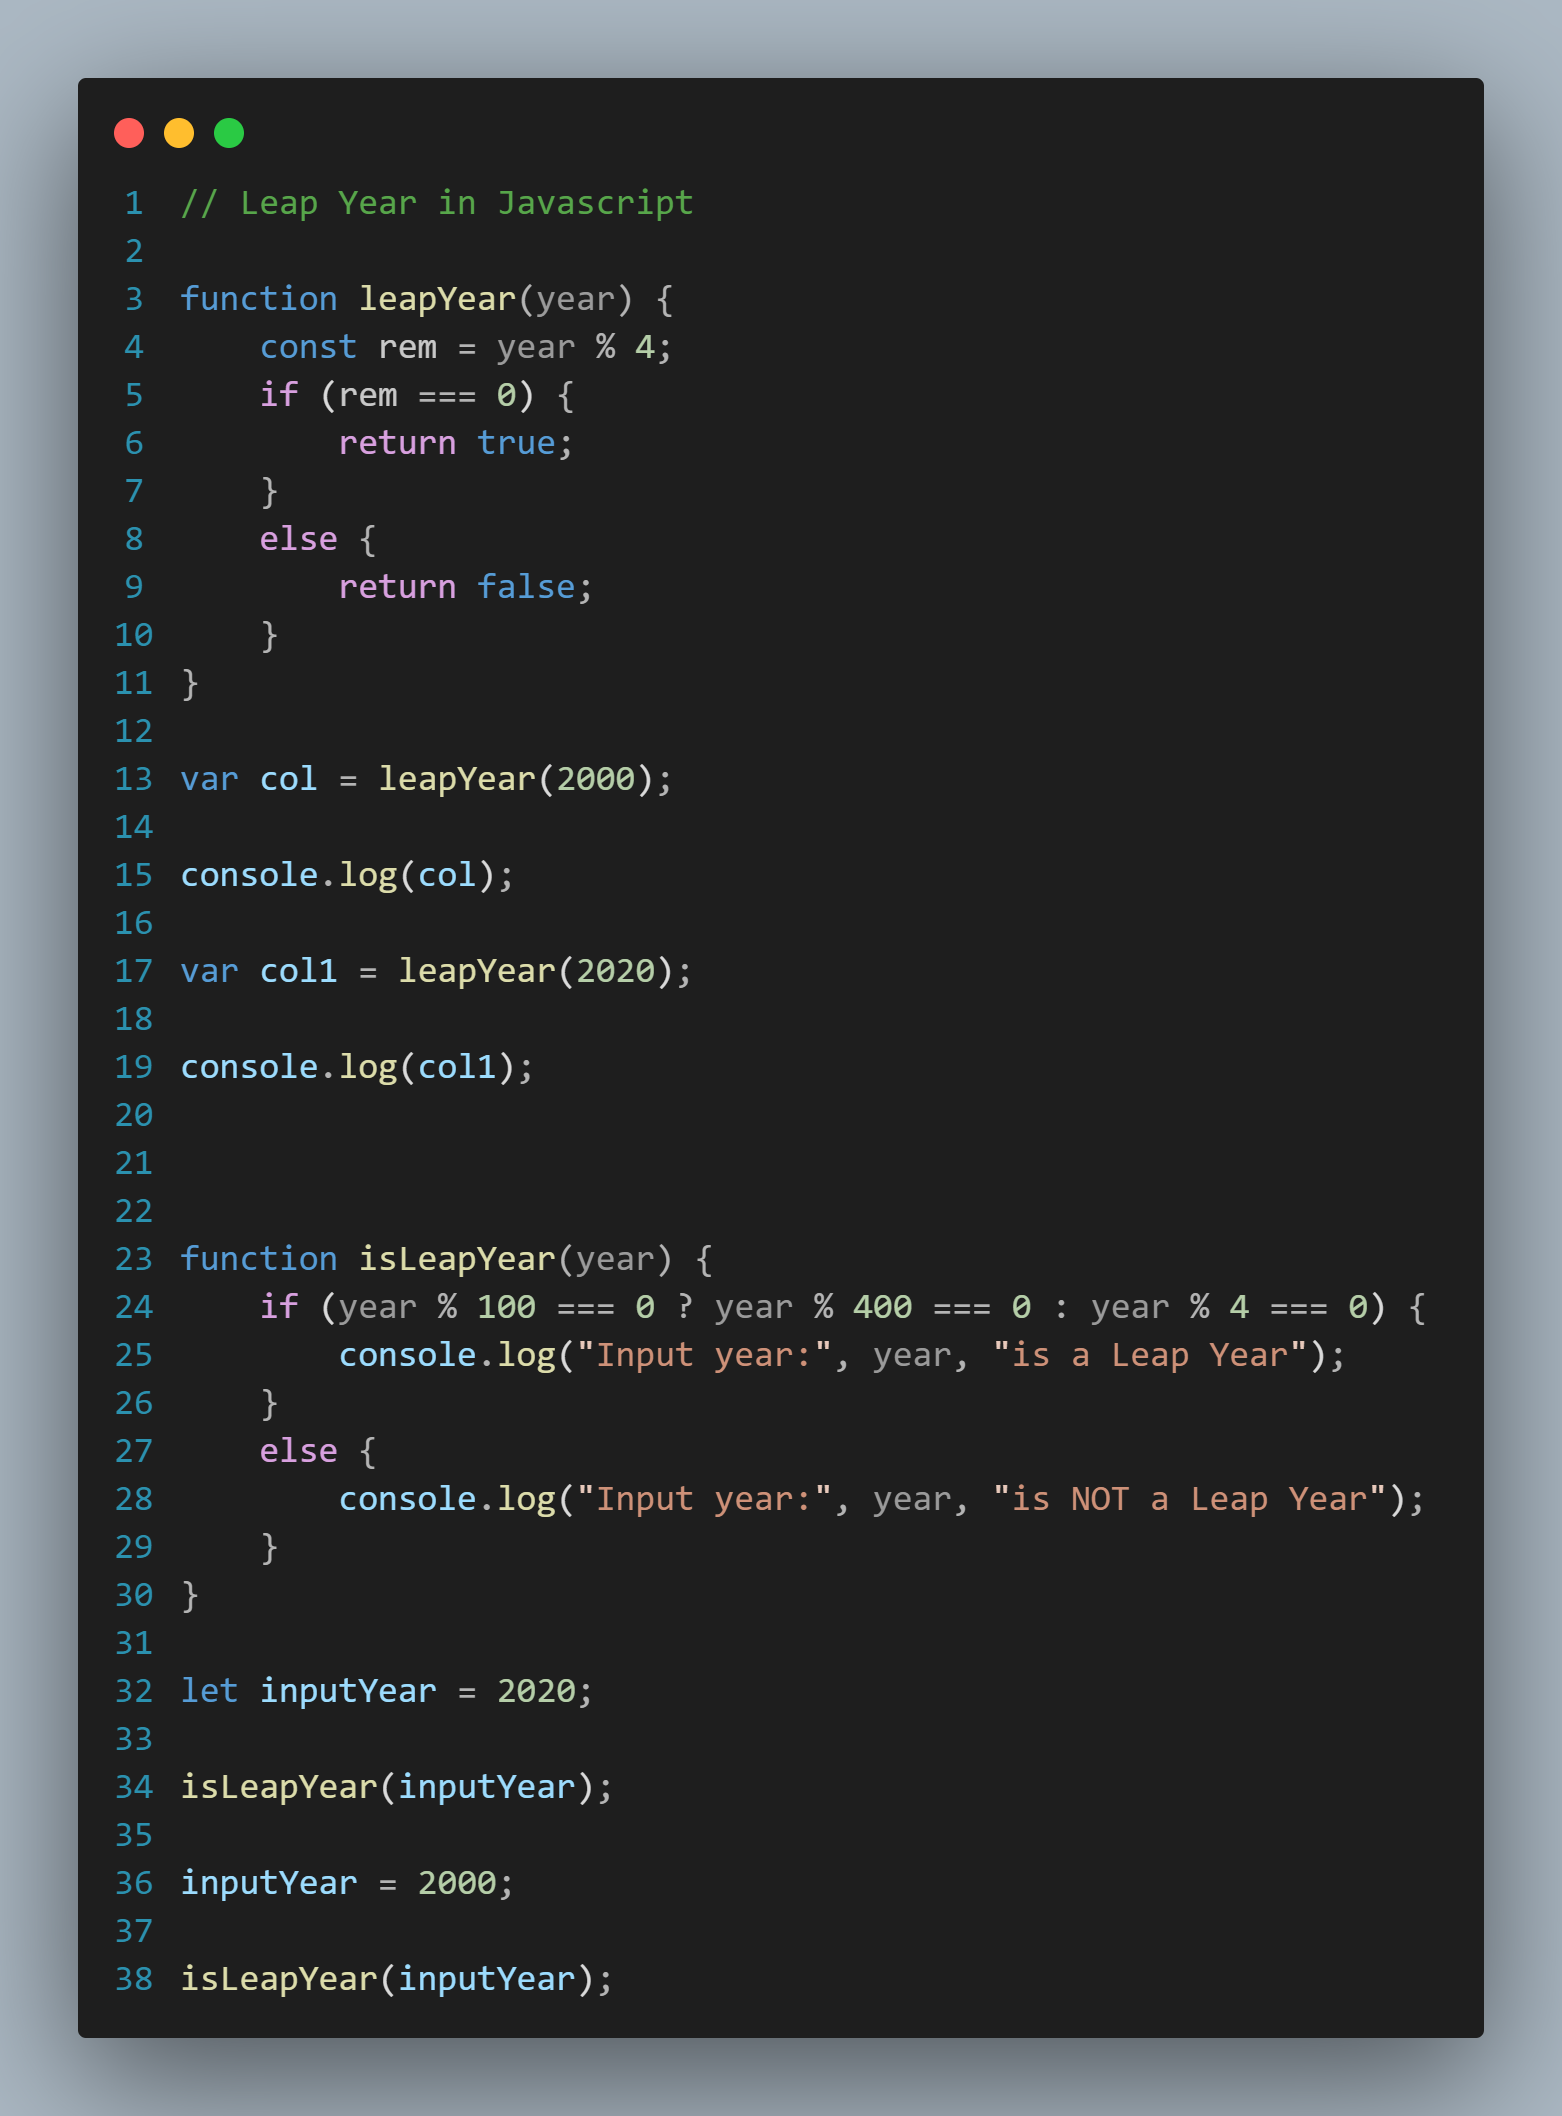 1 // Leap Year in Javascript
2
3 function leapYear(year) {
4     const rem = year % 4;
5     if (rem === 0) {
6         return true;
7     }
8     else {
9         return false;
10     }
11 }
12
13 var col = leapYear(2000);
14
15 console.log(col);
16
17 var col1 = leapYear(2020);
18
19 console.log(col1);
20
21
22
23 function isLeapYear(year) {
24     if (year % 100 === 0 ? year % 400 === 0 : year % 4 === 0) {
25         console.log("Input year:", year, "is a Leap Year");
26     }
27     else {
28         console.log("Input year:", year, "is NOT a Leap Year");
29     }
30 }
31
32 let inputYear = 2020;
33
34 isLeapYear(inputYear);
35
36 inputYear = 2000;
37
38 isLeapYear(inputYear);